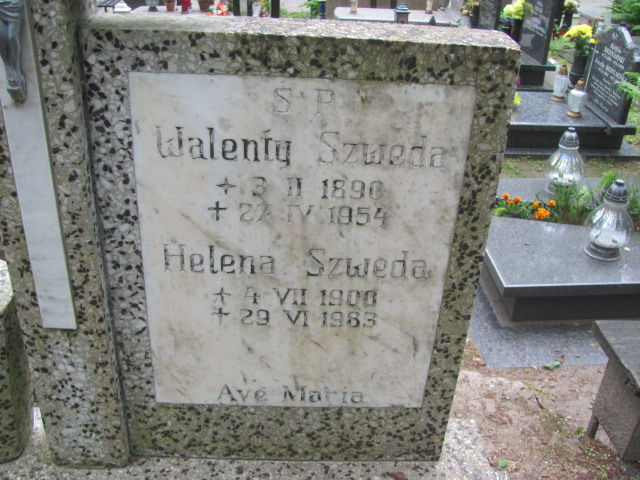 Ś P
Walenty Szweda
+ 3 II 1890
+ 22 IV 1954
Helena Szweda
+ 4 VII 1900
+ 29 VI 1983
Ave Maria